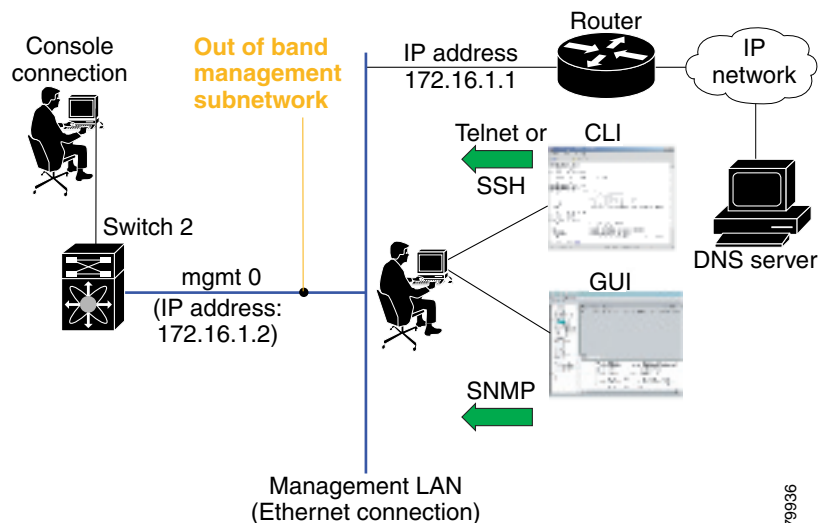 Console
connection
Out of band
management
subnetwork
Router
IP address
172.16.1.1
IP
network
Telnet or
SSH
CLI
Switch 2
DNS server
mgmt 0
(IP address:
172.16.1.2)
GUI
SNMP
Management LAN
(Ethernet connection)
79936